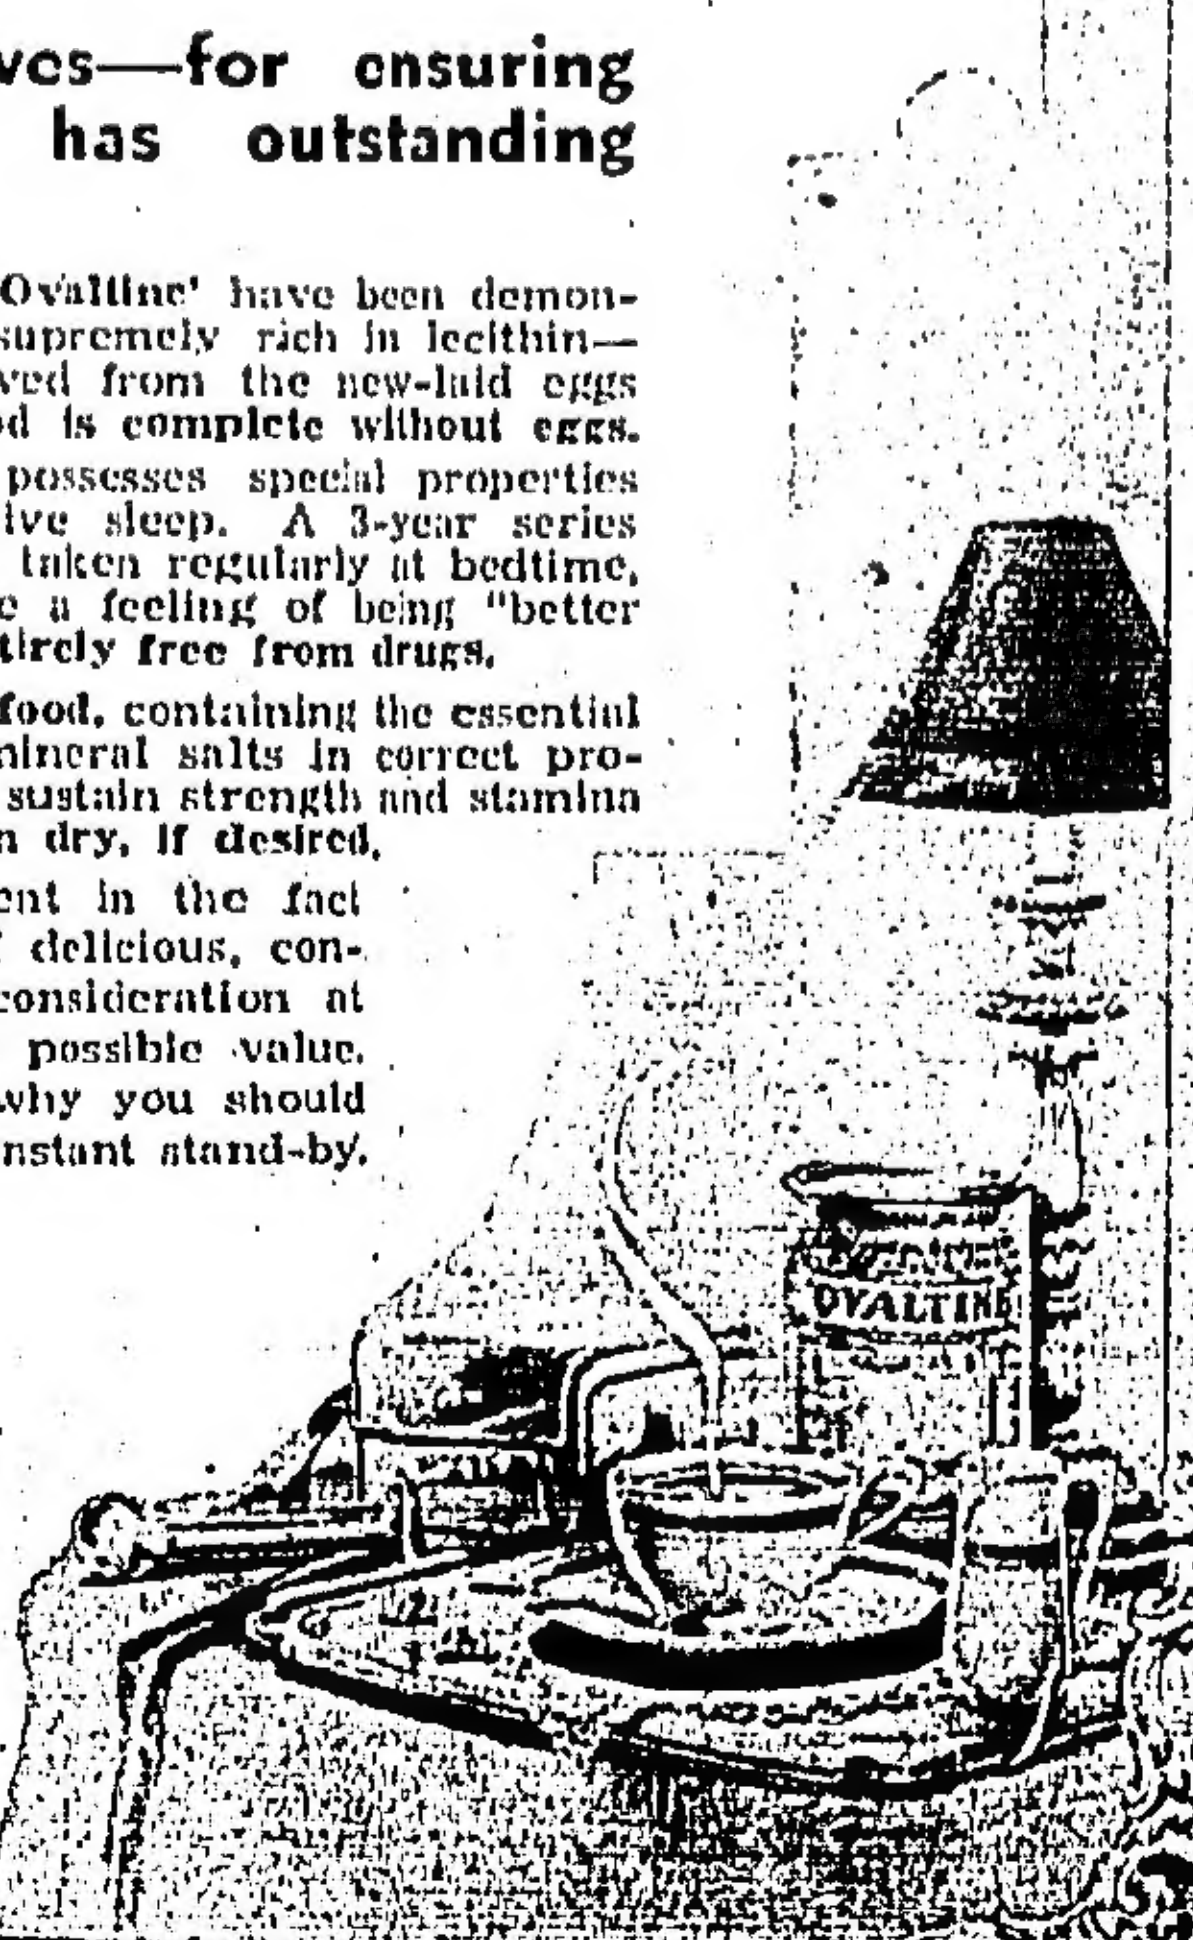 ves—for ensuring
has outstanding
Ovaltine' have been demon-
supremely rich in lecithin—
ved from the new-laid eggs
od is complete without eggs.
possesses special properties
ive sleep. A 3-year series
taken regularly at bedtime,
e a feeling of being "better
tirely free from drugs.
food, containing the essential
mineral salts in correct pro-
sustain strength and stamina
n dry, if desired.
ent in the fact
delicious, con-
consideration at
possible value.
why you should
nstant stand-by.
OVALTINE